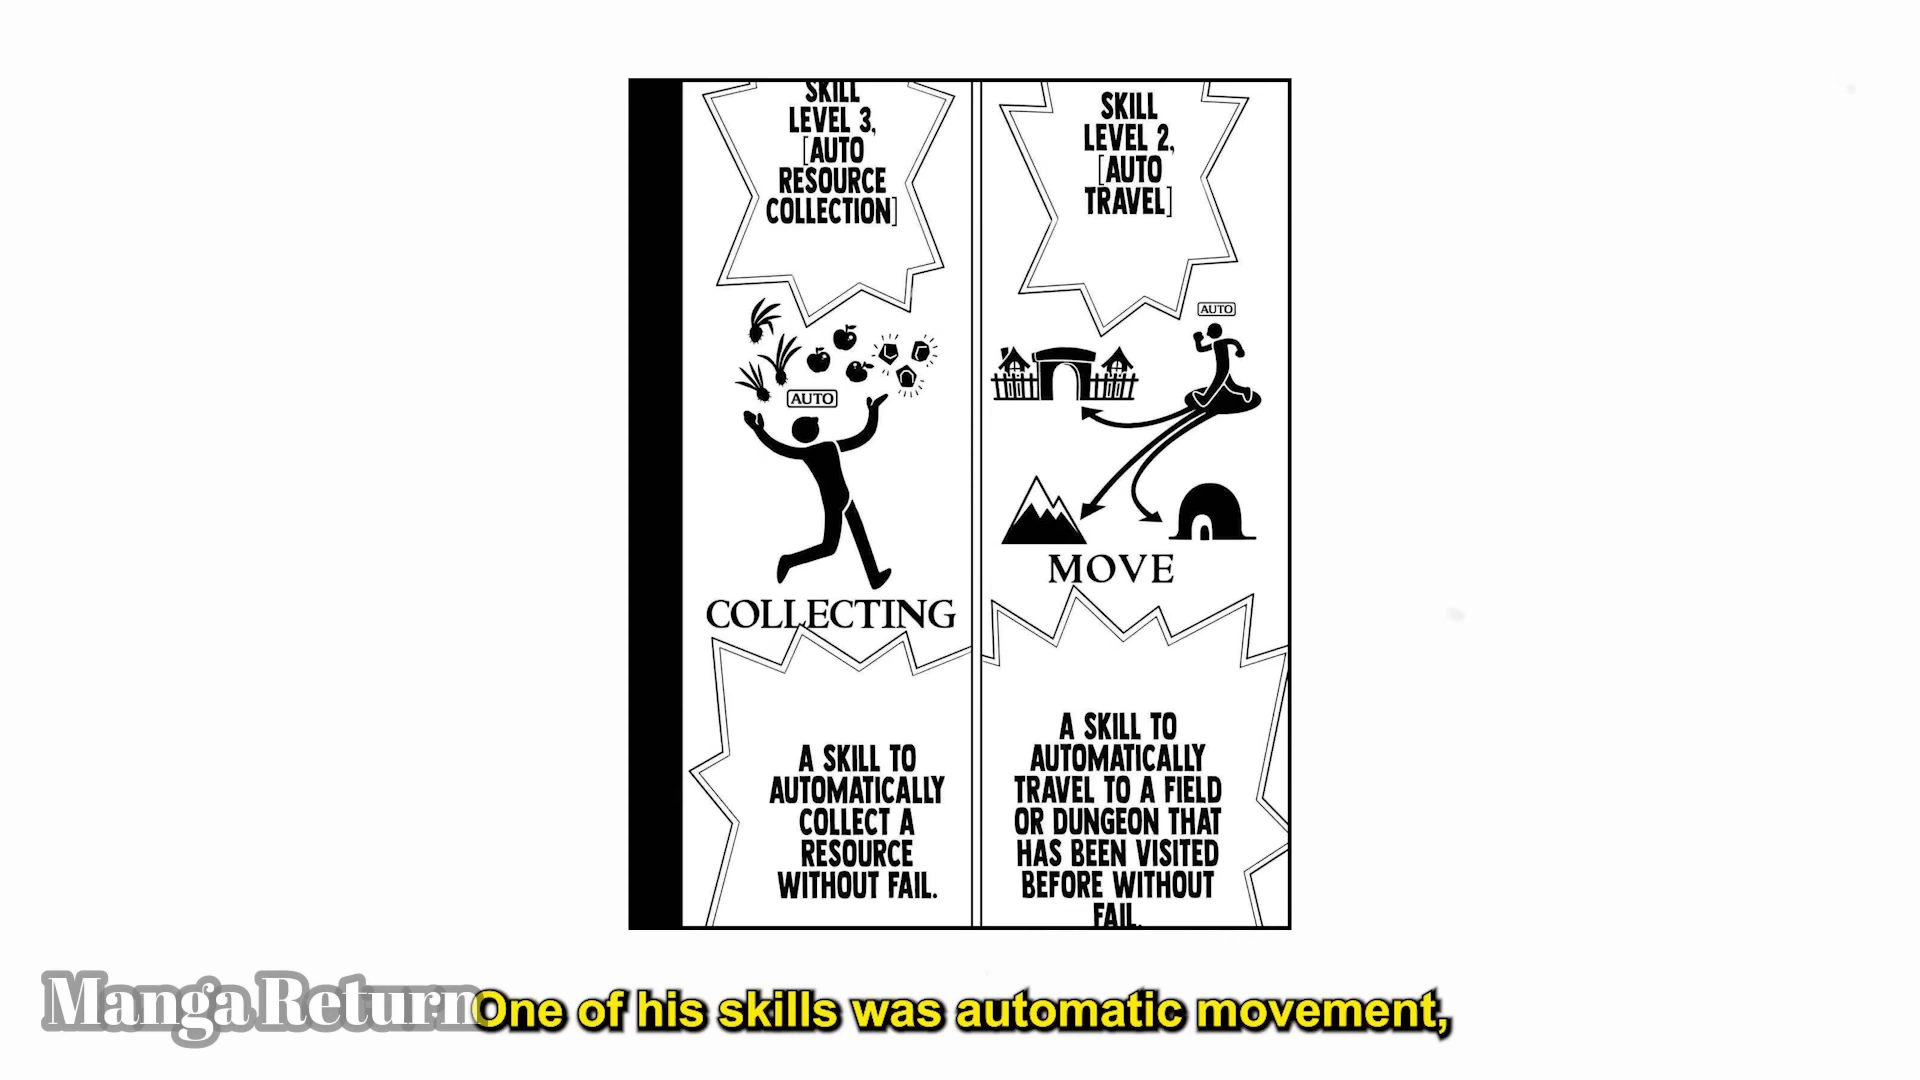 SKILL
LEVEL 3,
[AUTO
RESOURCE
COLLECTION]
AUTO
COLLECTING
A SKILL TO
AUTOMATICALLY
COLLECT A
RESOURCE
WITHOUT FAIL.
SKILL
LEVEL 2,
[AUTO
TRAVEL]
AUTO
MOVE
A SKILL TO
AUTOMATICALLY
TRAVEL TO A FIELD
OR DUNGEON THAT
HAS BEEN VISITED
BEFORE WITHOUT
FAIL.
Manga Return
One of his skills was automatic movement,